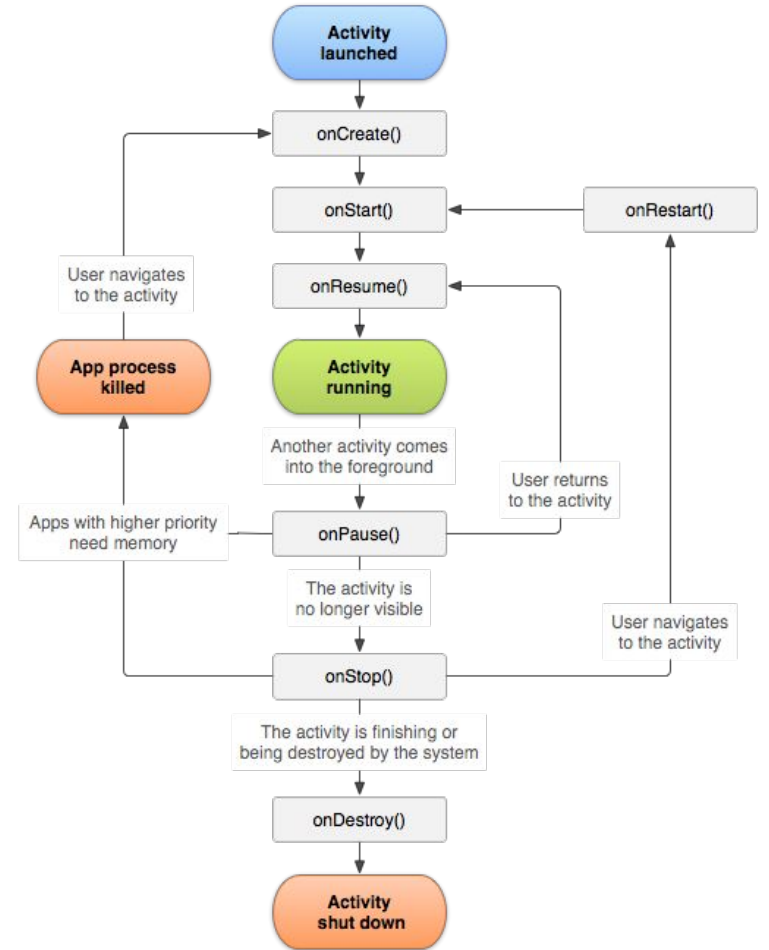 Activity
launched
onCreate()
onStart()
onRestart()
User navigates
to the activity
onResume()
App process
killed
Activity
running
Another activity comes
into the foreground
User returns
to the activity
Apps with higher priority
need memory
onPause()
The activity is
no longer visible
User navigates
to the activity
onStop()
The activity is finishing or
being destroyed by the system
onDestroy()
Activity
shut down